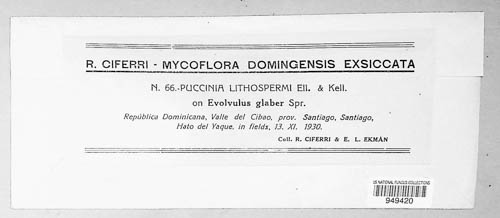 R. CIFERRI - MYCOFLORA DOMINGENSIS EXSICCATA
N. 66.-PUCCINIA LITHOSPERMI Ell. & Kell.
on Evolvulus glaber Spr.
República Dominicana, Valle del Cibao, prov. Santiago, Santiago,
Hato del Yaque, in fields, 13. XI. 1930.
Coll. R. CIFERRI & E. L. EKMÁN
US NATIONAL FUNGUS COLLECTIONS
949420